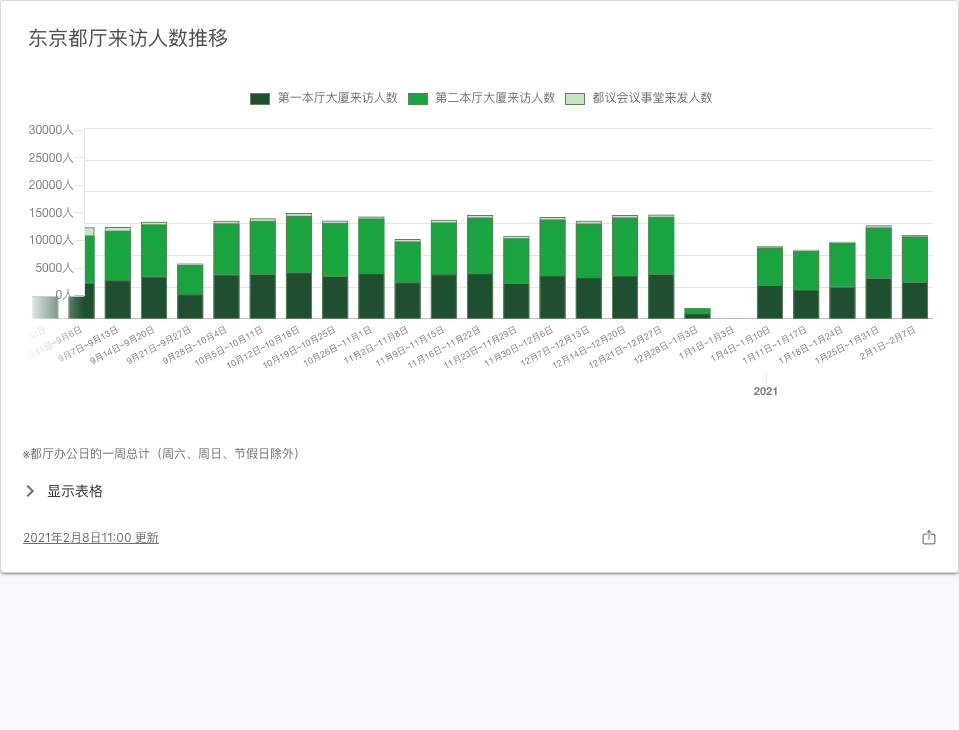 东京都厅来访人数推移
第一本厅大厦来访人数 第二本厅大厦来访人数 都议会议事堂来发人数
30000人
25000人
20000人
15000人
10000人
5000人
0人
9月7日~9月13日
9月14日~9月20日
9月21日~9月27日
9月28日~10月4日
10月5日~10月11日
10月12日~10月18日
10月19日~10月25日
10月26日~11月1日
11月2日~11月8日
11月9日~11月15日
11月16日~11月22日
11月23日~11月29日
11月30日~12月6日
12月7日~12月13日
12月14日~12月20日
12月21日~12月27日
12月28日~1月3日
1月1日~1月3日
1月4日~1月10日
1月11日~1月17日
1月18日~1月24日
1月25日~1月31日
2月1日~2月7日
2021
※都厅办公日的一周总计（周六、周日、节假日除外）
显示表格
2021年2月8日11:00 更新